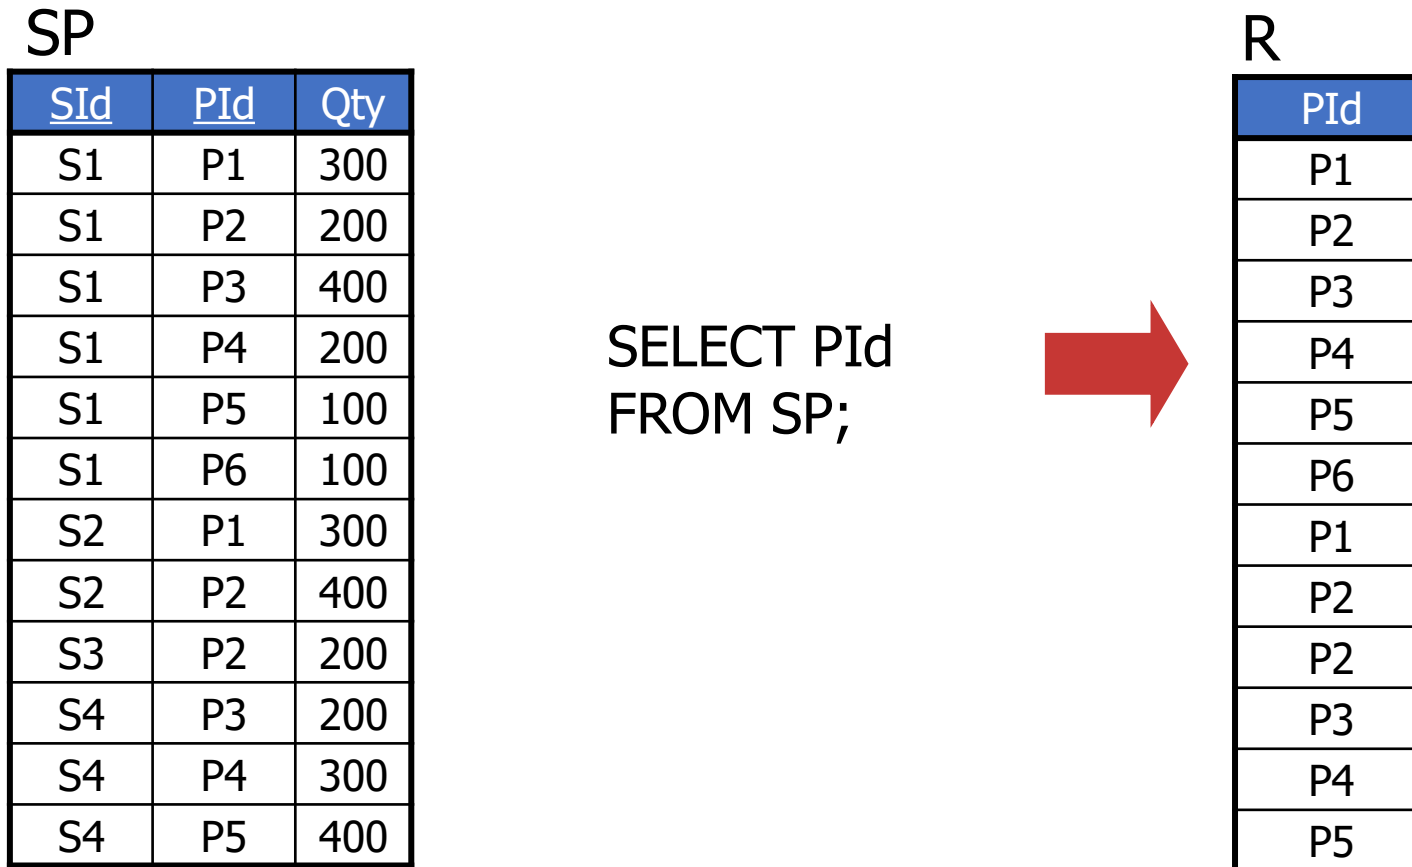 SP
SId PId Qty
S1 P1 300
S1 P2 200
S1 P3 400
S1 P4 200
S1 P5 100
S1 P6 100
S2 P1 300
S2 P2 400
S3 P2 200
S4 P3 200
S4 P4 300
S4 P5 400
SELECT PId
FROM SP;
R
PId
P1
P2
P3
P4
P5
P6
P1
P2
P2
P3
P4
P5